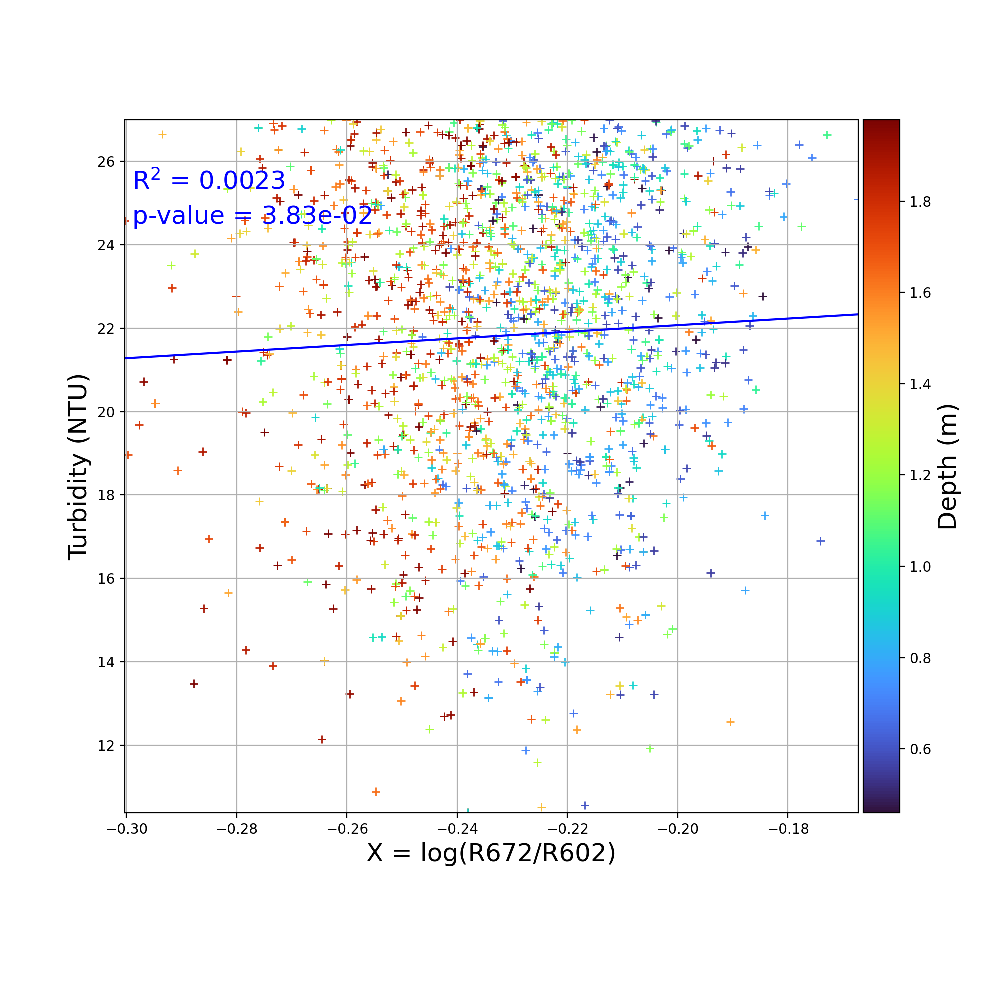 R² = 0.0023
p-value = 3.83e-02
Turbidity (NTU)
26
24
22
20
18
16
14
12
−0.30 −0.28 −0.26 −0.24 −0.22 −0.20 −0.18
X = log(R672/R602)
1.8
1.6
1.4
1.2
1.0
0.8
0.6
Depth (m)